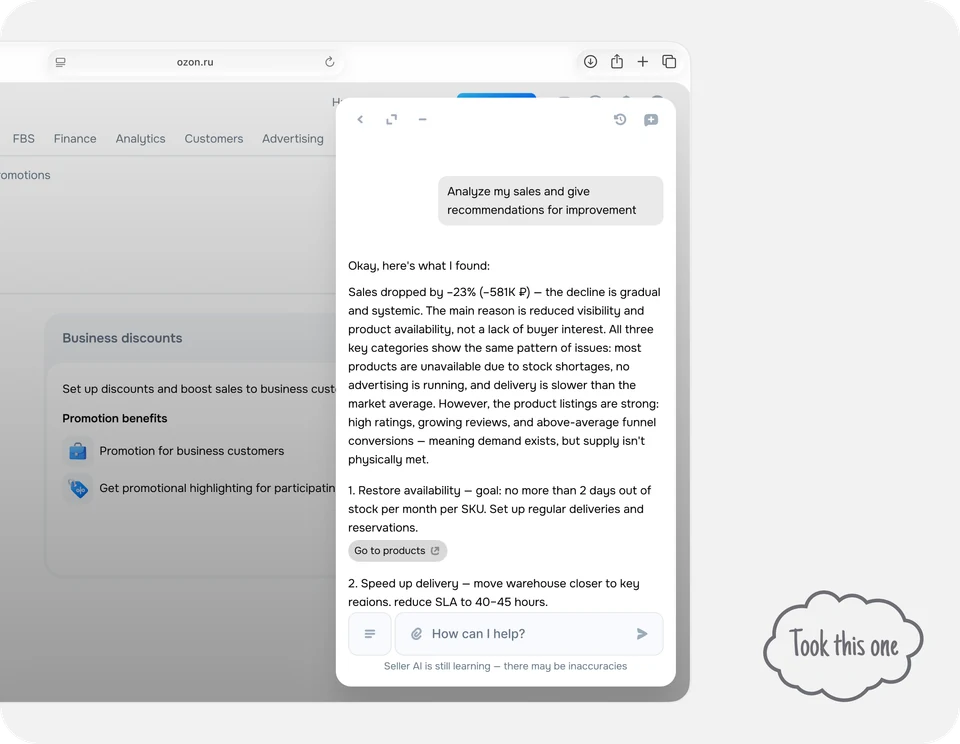 ozon.ru
FBS Finance Analytics Customers Advertising
omotions
Business discounts
Set up discounts and boost sales to business cust
Promotion benefits
Promotion for business customers
Get promotional highlighting for participatin
Analyze my sales and give
recommendations for improvement
Okay, here's what I found:
Sales dropped by −23% (−581K ₽) — the decline is gradual
and systemic. The main reason is reduced visibility and
product availability, not a lack of buyer interest. All three
key categories show the same pattern of issues: most
products are unavailable due to stock shortages, no
advertising is running, and delivery is slower than the
market average. However, the product listings are strong:
high ratings, growing reviews, and above-average funnel
conversions — meaning demand exists, but supply isn't
physically met.
1. Restore availability — goal: no more than 2 days out of
stock per month per SKU. Set up regular deliveries and
reservations.
Go to products
2. Speed up delivery — move warehouse closer to key
regions, reduce SLA to 40–45 hours.
How can I help?
Seller AI is still learning — there may be inaccuracies
Took this one